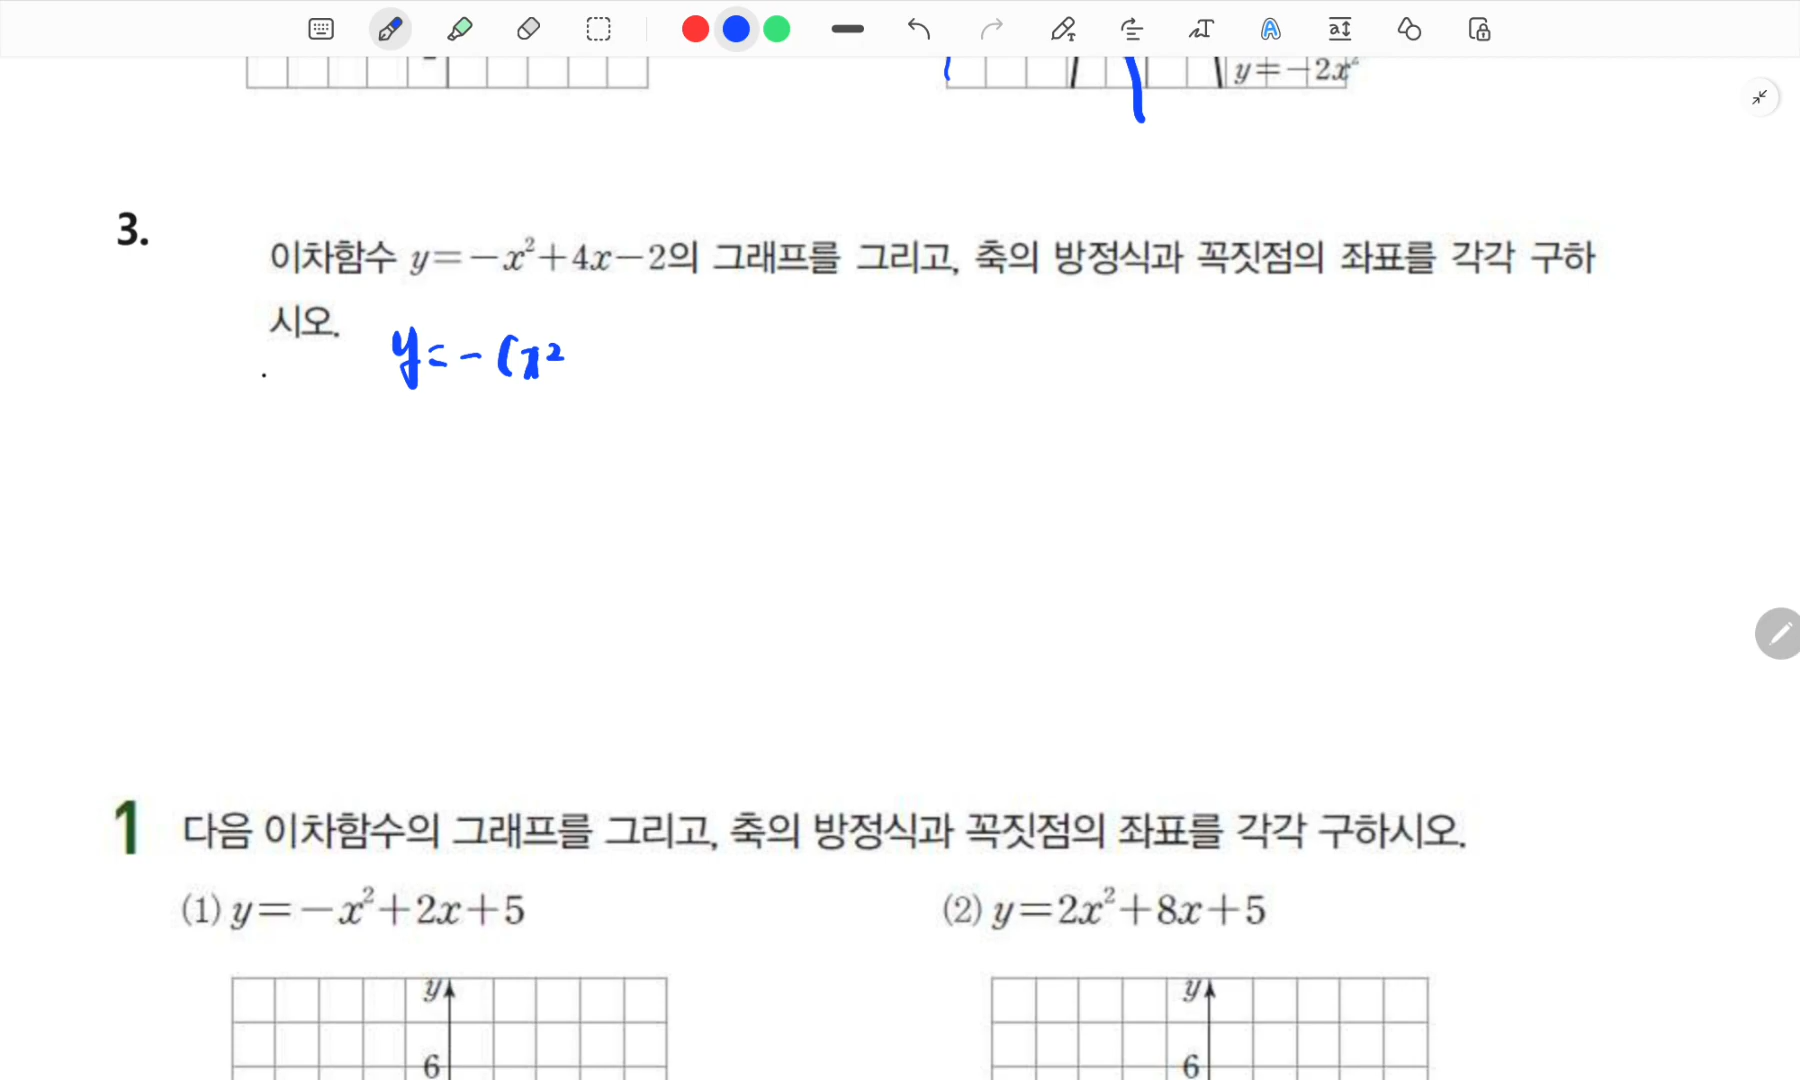 y=-2x²
3.
이차함수 y=-x²+4x-2의 그래프를 그리고, 축의 방정식과 꼭짓점의 좌표를 각각 구하
시오.
y=-(x²
1 다음 이차함수의 그래프를 그리고, 축의 방정식과 꼭짓점의 좌표를 각각 구하시오.
(1) y=-x²+2x+5 (2) y=2x²+8x+5
y y
6 6